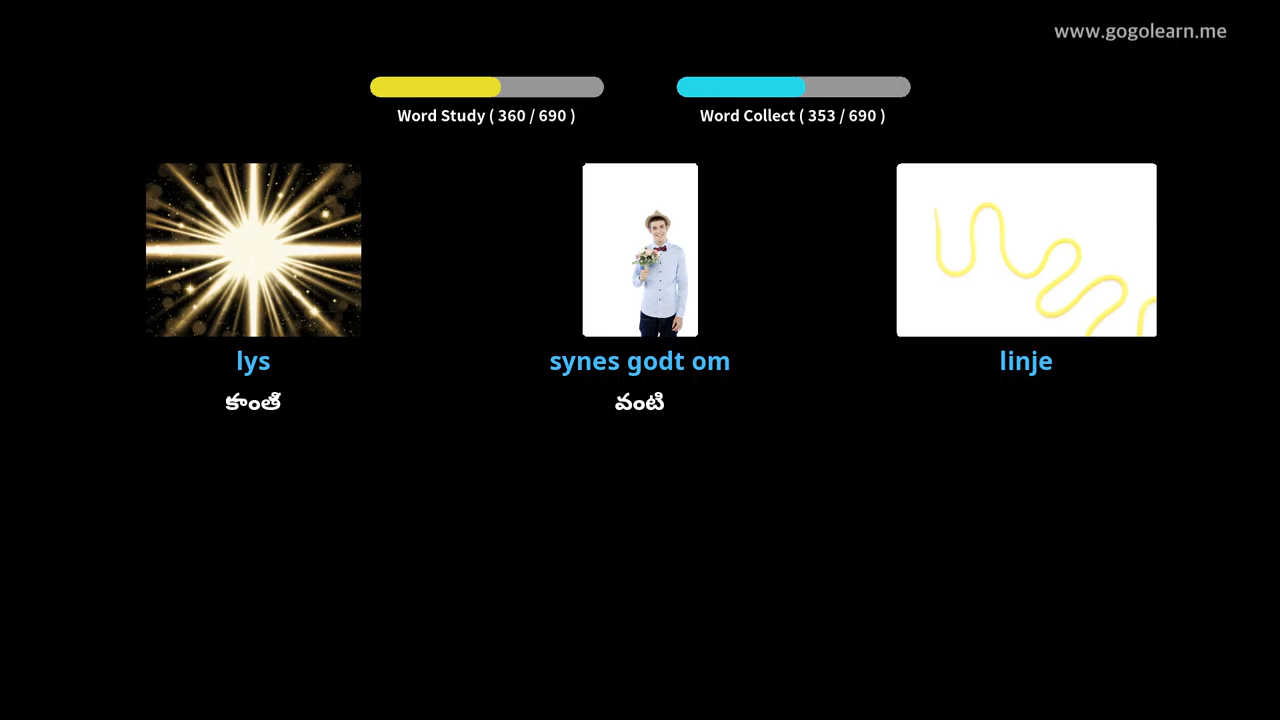 www.gogolearn.me
Word Study ( 360 / 690 )
Word Collect ( 353 / 690 )
lys
synes godt om
linje
కాంతి
వంటి